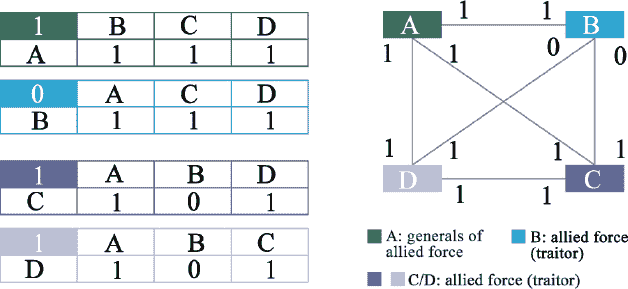 1 B C D
A 1 1 1
0 A C D
B 1 1 1
1 A B D
C 1 0 1
1 A B C
D 1 0 1
A 1 1 B
1 1 0 0
1 1 1 1
D 1 1 C
A: generals of
allied force
B: allied force
(traitor)
C/D: allied force (traitor)